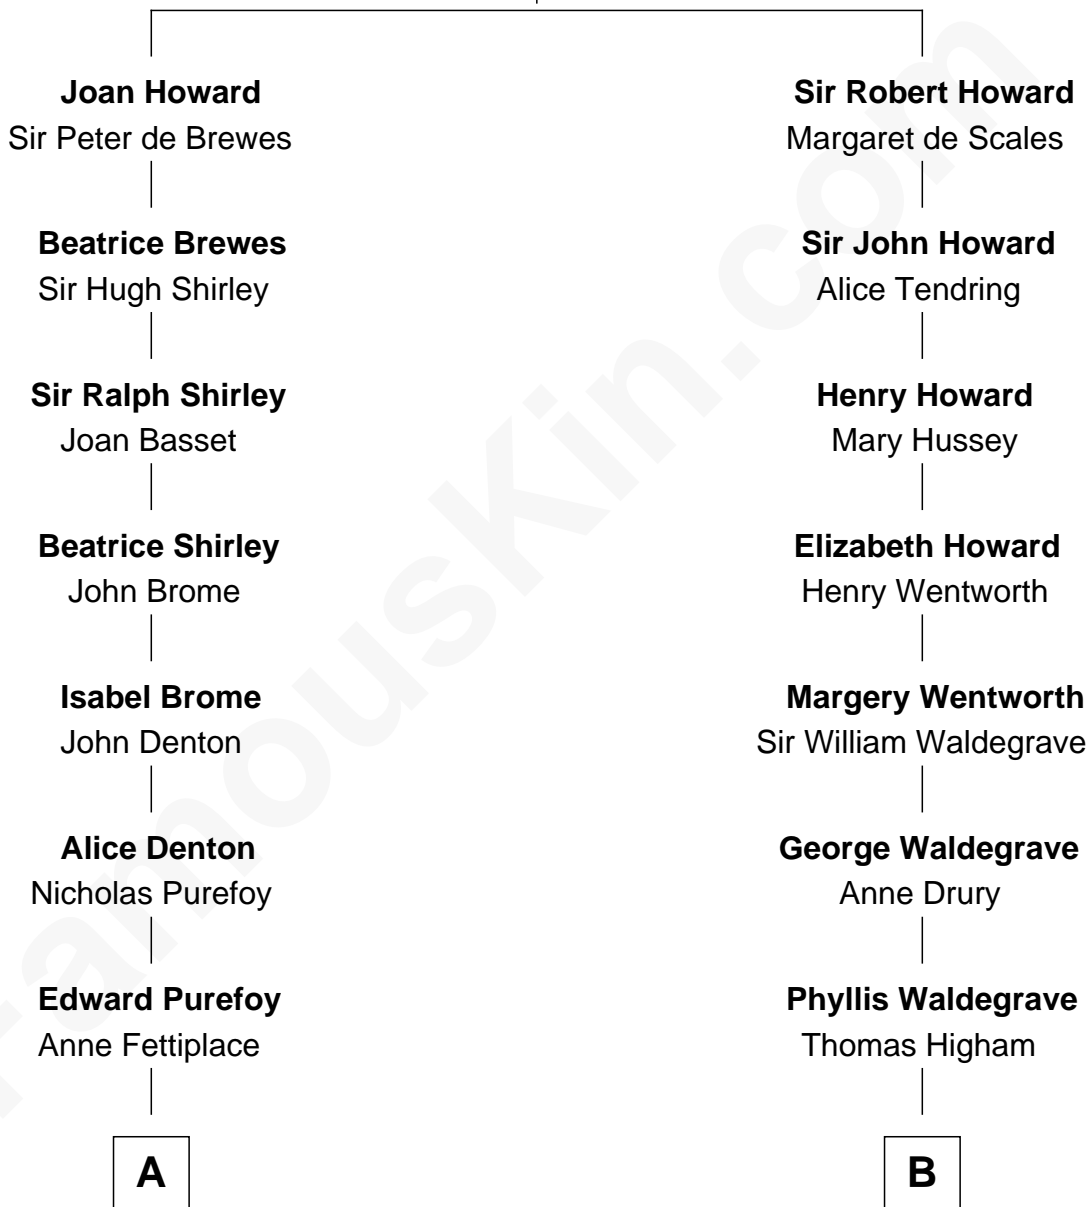 Joan Howard
Sir Peter de Brewes
Sir Robert Howard
Margaret de Scales
Beatrice Brewes
Sir Hugh Shirley
Sir John Howard
Alice Tendring
Sir Ralph Shirley
Joan Basset
Henry Howard
Mary Hussey
Beatrice Shirley
John Brome
Elizabeth Howard
Henry Wentworth
Isabel Brome
John Denton
Margery Wentworth
Sir William Waldegrave
Alice Denton
Nicholas Purefoy
George Waldegrave
Anne Drury
Edward Purefoy
Anne Fettiplace
Phyllis Waldegrave
Thomas Higham
A
B
FamousKin.com